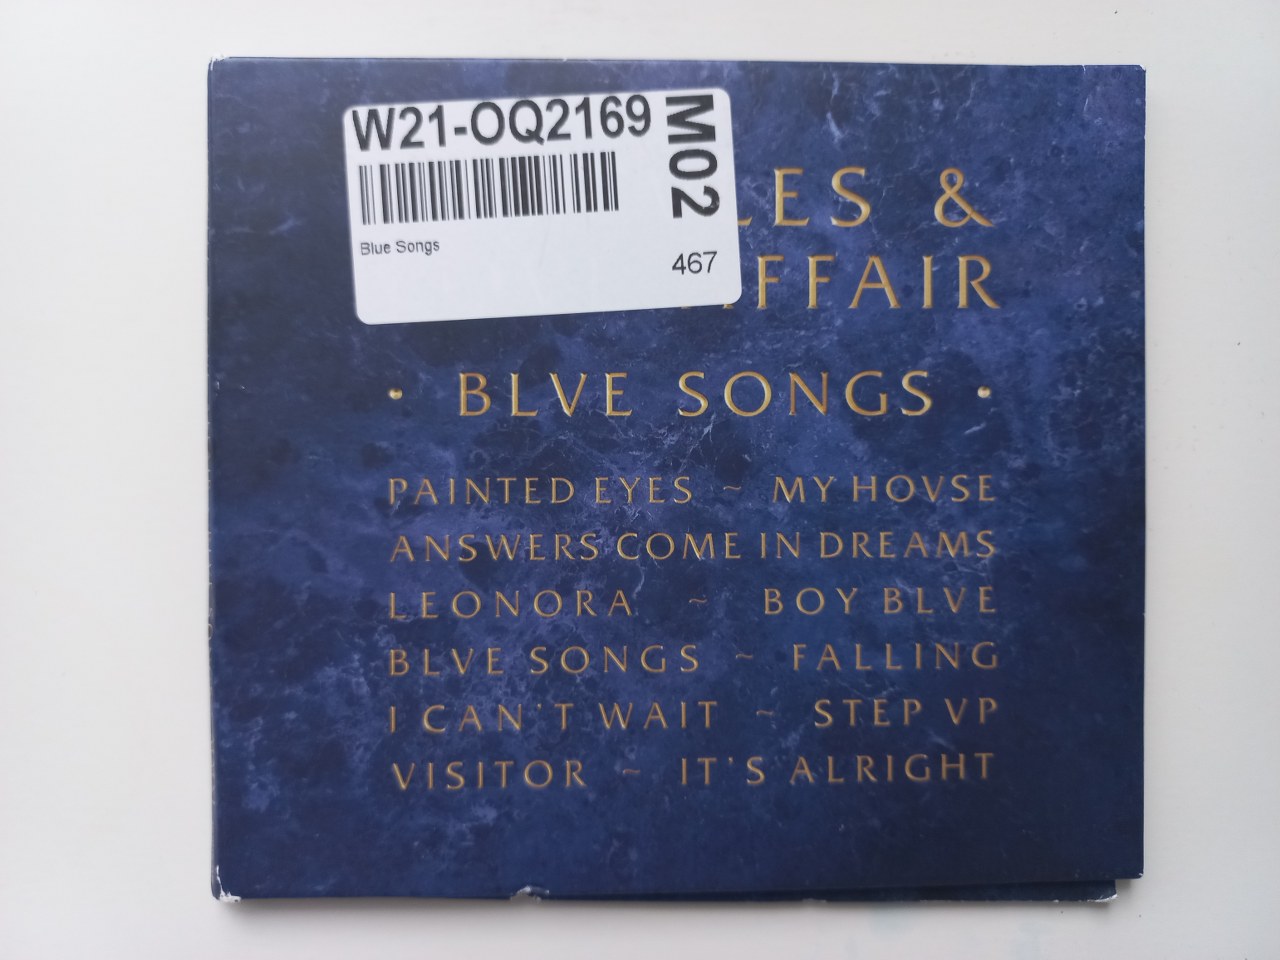 W21-OQ2169
M02
Blue Songs
467
LES &
FFAIR
· BLVE SONGS ·
PAINTED EYES ~ MY HOVSE
ANSWERS COME IN DREAMS
LEONORA ~ BOY BLVE
BLVE SONGS ~ FALLING
I CAN'T WAIT ~ STEP VP
VISITOR ~ IT'S ALRIGHT